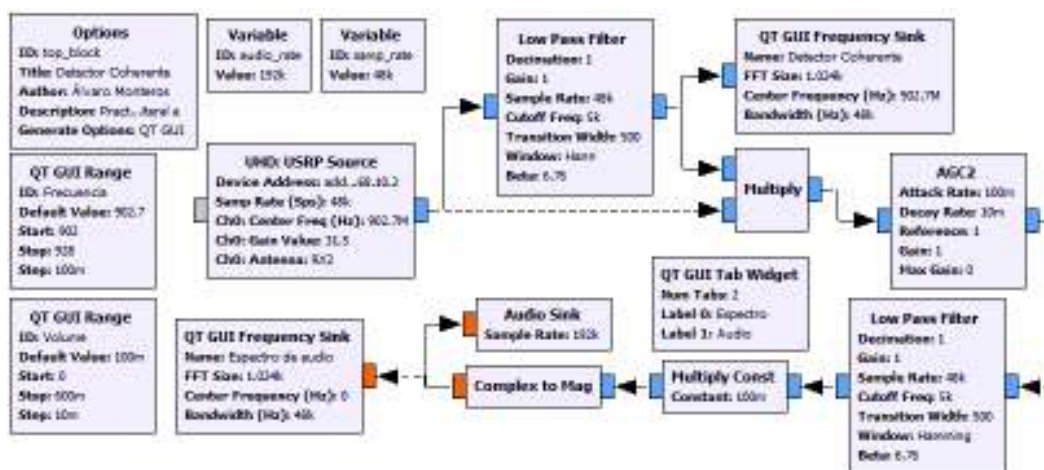 Options
ID: top_block
Title: Detector Coherente
Author: Álvaro Monteros
Description: Pract...
Generate Options: QT GUI
Variable
ID: audio_rate
Value: 192k
Variable
ID: samp_rate
Value: 48k
Low Pass Filter
Decimation: 1
Gain: 1
Sample Rate: 48k
Cutoff Freq: 5k
Transition Width: 500
Window: Hann
Beta: 6.76
QT GUI Frequency Sink
Name: Detector Coherente
FFT Size: 1.024k
Center Frequency (Hz): 902.7M
Bandwidth (Hz): 48k
QT GUI Range
ID: Frecuencia
Default Value: 902.7
Start: 902
Stop: 928
Step: 100m
UHD: USRP Source
Device Address: add...68.10.2
Samp Rate (Sps): 48k
Ch0: Center Freq (Hz): 902.7M
Ch0: Gain Value: 31.5
Ch0: Antenna: RX2
Multiply
AGC2
Attack Rate: 100m
Decay Rate: 10m
Reference: 1
Gain: 1
Max Gain: 0
QT GUI Range
ID: Volume
Default Value: 100m
Start: 0
Stop: 500m
Step: 10m
QT GUI Frequency Sink
Name: Espectro de audio
FFT Size: 1.024k
Center Frequency (Hz): 0
Bandwidth (Hz): 48k
Audio Sink
Sample Rate: 192k
Complex to Mag
QT GUI Tab Widget
Num Tabs: 2
Label 0: Espectro
Label 1: Audio
Multiply Const
Constant: 100m
Low Pass Filter
Decimation: 1
Gain: 1
Sample Rate: 48k
Cutoff Freq: 5k
Transition Width: 500
Window: Hamming
Beta: 6.76